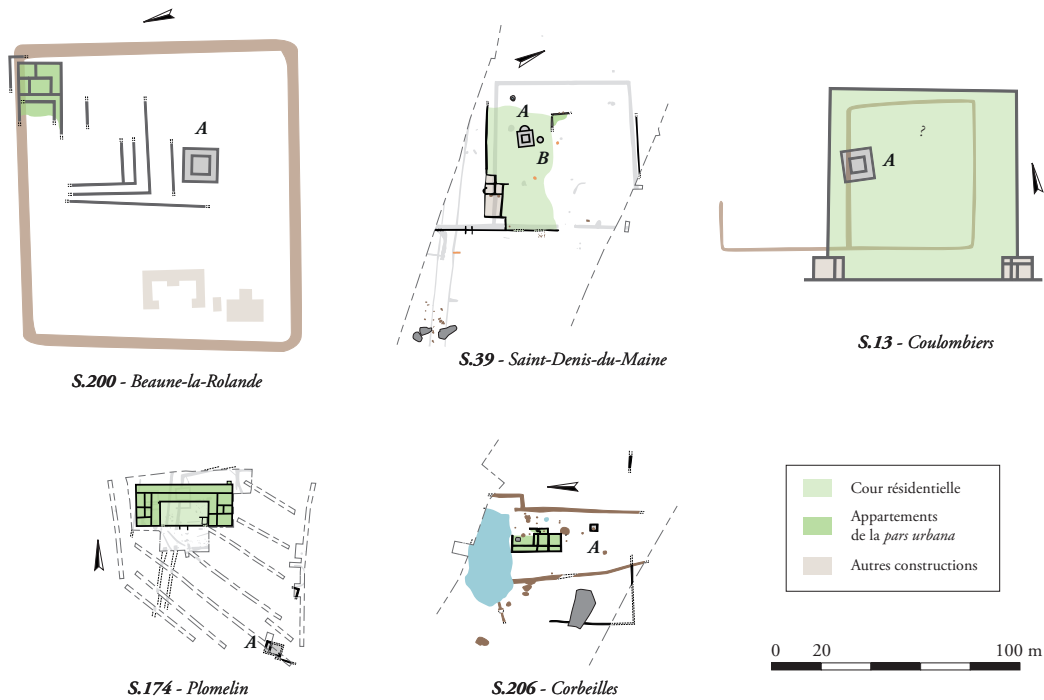 A
S.200 - Beaune-la-Rolande
A
B
S.39 - Saint-Denis-du-Maine
?
A
S.13 - Coulombiers
A
S.174 - Plomelin
A
S.206 - Corbeilles
Cour résidentielle
Appartements
de la pars urbana
Autres constructions
0 20 100 m